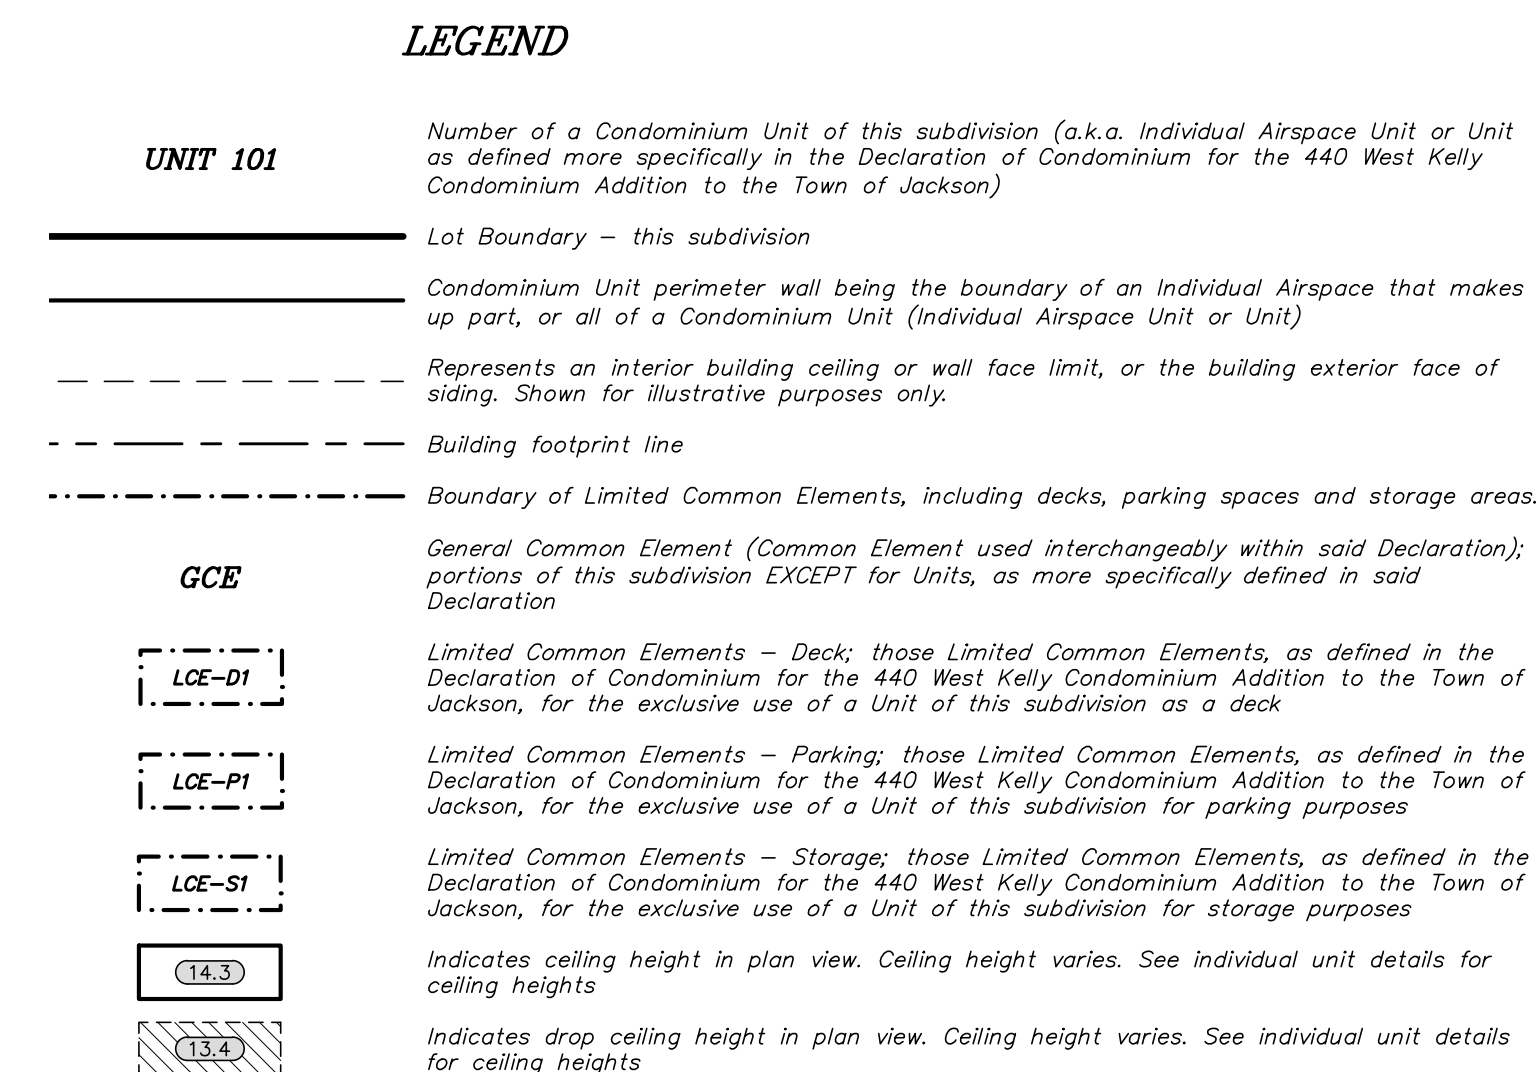 LEGEND
UNIT 101
Number of a Condominium Unit of this subdivision (a.k.a. Individual Airspace Unit or Unit
as defined more specifically in the Declaration of Condominium for the 440 West Kelly
Condominium Addition to the Town of Jackson)
Lot Boundary – this subdivision
Condominium Unit perimeter wall being the boundary of an Individual Airspace that makes
up part, or all of a Condominium Unit (Individual Airspace Unit or Unit)
Represents an interior building ceiling or wall face limit, or the building exterior face of
siding. Shown for illustrative purposes only.
Building footprint line
Boundary of Limited Common Elements, including decks, parking spaces and storage areas.
GCE
General Common Element (Common Element used interchangeably within said Declaration);
portions of this subdivision EXCEPT for Units, as more specifically defined in said
Declaration
LCE–D1
Limited Common Elements – Deck; those Limited Common Elements, as defined in the
Declaration of Condominium for the 440 West Kelly Condominium Addition to the Town of
Jackson, for the exclusive use of a Unit of this subdivision as a deck
LCE–P1
Limited Common Elements – Parking; those Limited Common Elements, as defined in the
Declaration of Condominium for the 440 West Kelly Condominium Addition to the Town of
Jackson, for the exclusive use of a Unit of this subdivision for parking purposes
LCE–S1
Limited Common Elements – Storage; those Limited Common Elements, as defined in the
Declaration of Condominium for the 440 West Kelly Condominium Addition to the Town of
Jackson, for the exclusive use of a Unit of this subdivision for storage purposes
14.3
Indicates ceiling height in plan view. Ceiling height varies. See individual unit details for
ceiling heights
13.4
Indicates drop ceiling height in plan view. Ceiling height varies. See individual unit details
for ceiling heights